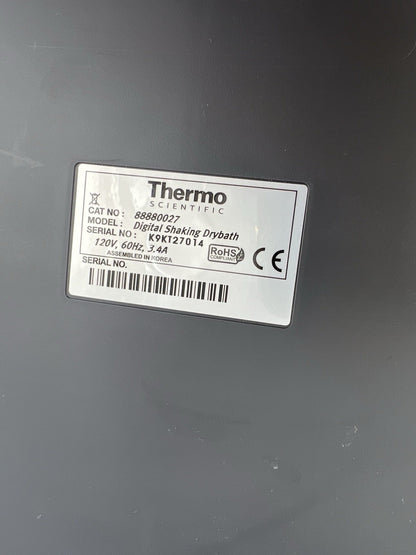 Thermo
SCIENTIFIC
CAT NO : 88880027
MODEL : Digital Shaking Drybath
SERIAL NO : K9KT27014
120V, 60Hz, 3.4A
ASSEMBLED IN KOREA
RoHS
COMPLIANT
CE
SERIAL NO.